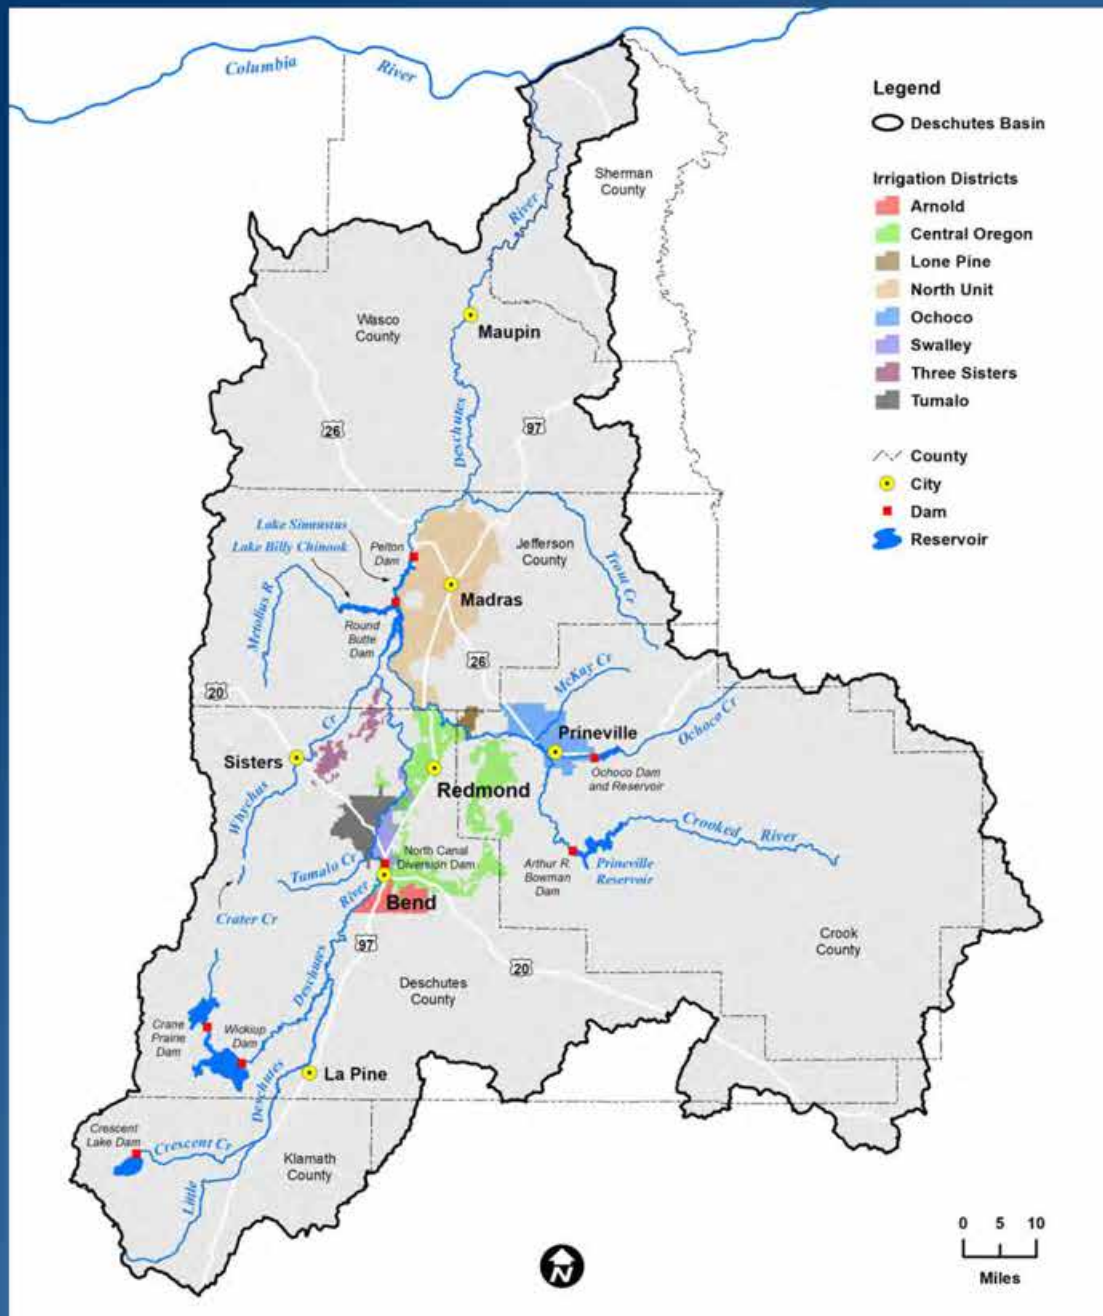 Columbia
River
Legend
Deschutes Basin
Sherman
County
Irrigation Districts
Arnold
Central Oregon
Lone Pine
North Unit
Ochoco
Swalley
Three Sisters
Tumalo
County
City
Dam
Reservoir
River
Wasco
County
Maupin
26
97
Deschutes
Lake Simtustus
Lake Billy Chinook
Pelton
Dam
Jefferson
County
Trout Cr
Metolius R
Madras
Round
Butte
Dam
26
McKay Cr
20
Cr
Ochoco Cr
Prineville
Sisters
Redmond
Ochoco Dam
and Reservoir
Whychus
Crooked River
North Canal
Diversion Dam
Arthur R.
Bowman
Dam
Prineville
Reservoir
Tumalo Cr
River
Bend
Crater Cr
97
20
Crook
County
Deschutes
Deschutes
County
Crane
Prairie
Dam
Wickiup
Dam
La Pine
Deschutes
Crescent
Lake Dam
Crescent Cr
Klamath
County
Little
N
0 5 10
Miles